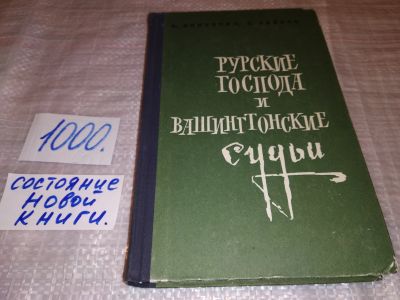 1000.
СОСТОЯНИЕ
НОВОЙ
КНИГИ.
РУРСКИЕ
ГОСПОДА
И
ВАШИНГТОНСКИЕ
СУДЬИ